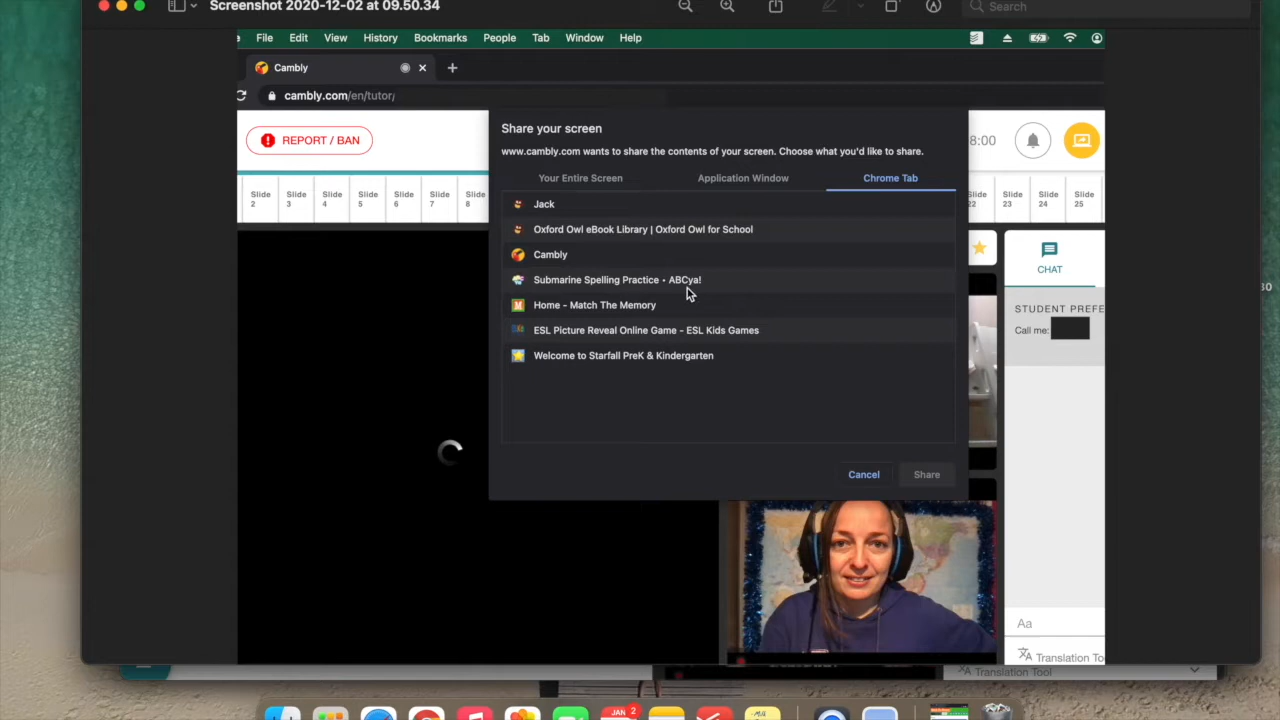 Screenshot 2020-12-02 at 09.50.34
Search
File Edit View History Bookmarks People Tab Window Help
Cambly
cambly.com/en/tutor/
REPORT / BAN
8:00
Slide 2
Slide 3
Slide 4
Slide 5
Slide 6
Slide 7
Slide 8
22
Slide 23
Slide 24
Slide 25
Share your screen
www.cambly.com wants to share the contents of your screen. Choose what you'd like to share.
Your Entire Screen Application Window Chrome Tab
Jack
Oxford Owl eBook Library | Oxford Owl for School
Cambly
Submarine Spelling Practice • ABCya!
Home - Match The Memory
ESL Picture Reveal Online Game - ESL Kids Games
Welcome to Starfall PreK & Kindergarten
Cancel Share
CHAT
STUDENT PREFE
Call me:
30
Aa
Translation To
Translation Tool
JAN 2